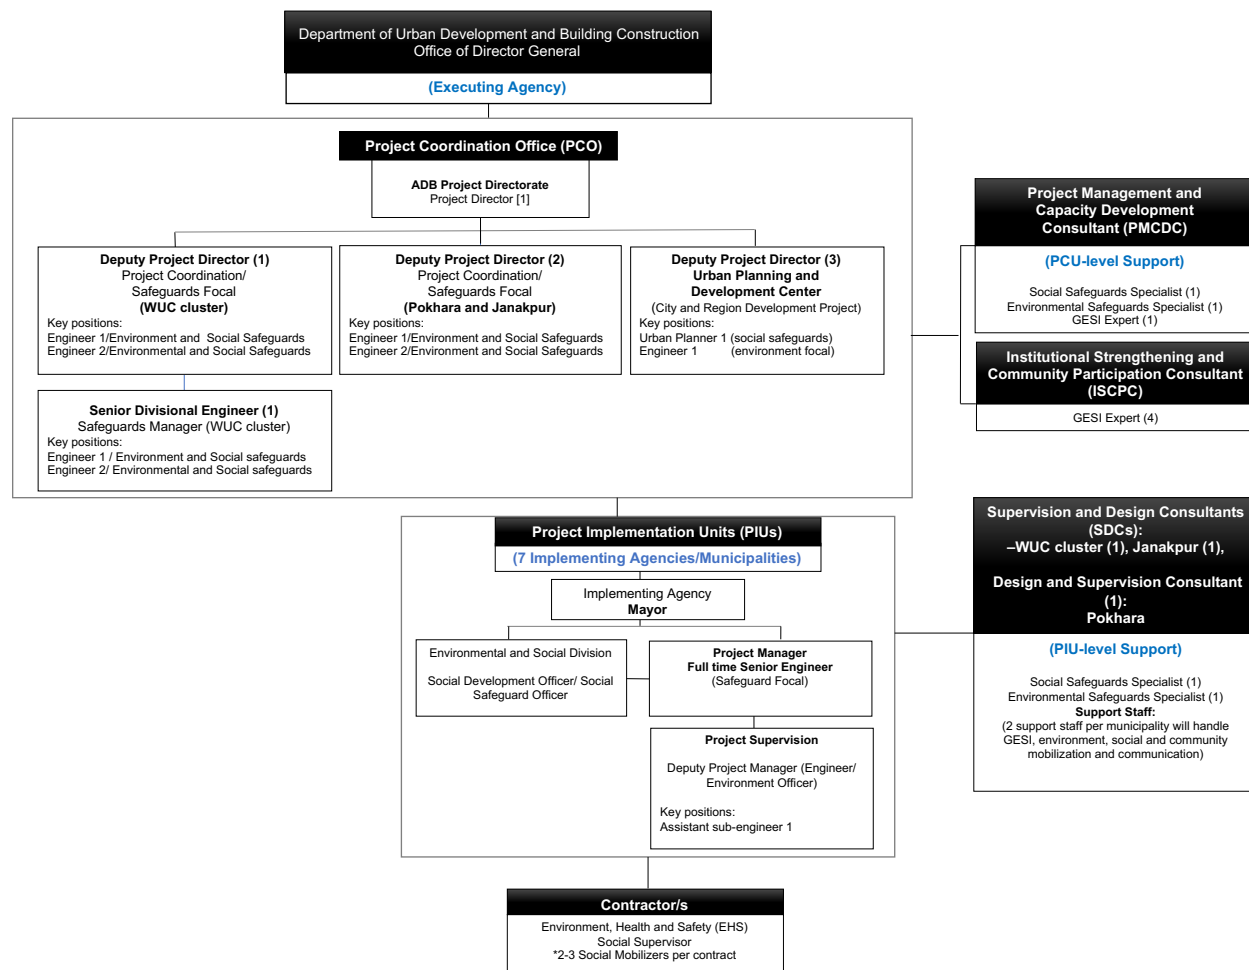 Department of Urban Development and Building Construction
Office of Director General
(Executing Agency)
Project Coordination Office (PCO)
ADB Project Directorate
Project Director [1]
Deputy Project Director (1)
Project Coordination/
Safeguards Focal
(WUC cluster)
Key positions:
Engineer 1/Environment and  Social Safeguards
Engineer 2/Environmental and Social Safeguards
Deputy Project Director (2)
Project Coordination/
Safeguards Focal
(Pokhara and Janakpur)
Key positions:
Engineer 1/Environment and Social Safeguards
Engineer 2/Environment and Social Safeguards
Deputy Project Director (3)
Urban Planning and
Development Center
(City and Region Development Project)
Key positions:
Urban Planner 1 (social safeguards)
Engineer 1 (environment focal)
Senior Divisional Engineer (1)
Safeguards Manager (WUC cluster)
Key positions:
Engineer 1 / Environment and Social safeguards
Engineer 2/ Environmental and Social safeguards
Project Management and
Capacity Development
Consultant (PMCDC)
(PCU-level Support)
Social Safeguards Specialist (1)
Environmental Safeguards Specialist (1)
GESI Expert (1)
Institutional Strengthening and
Community Participation Consultant
(ISCPC)
GESI Expert (4)
Project Implementation Units (PIUs)
(7 Implementing Agencies/Municipalities)
Implementing Agency
Mayor
Environmental and Social Division
Social Development Officer/ Social
Safeguard Officer
Project Manager
Full time Senior Engineer
(Safeguard Focal)
Project Supervision
Deputy Project Manager (Engineer/
Environment Officer)
Key positions:
Assistant sub-engineer 1
Supervision and Design Consultants
(SDCs):
–WUC cluster (1), Janakpur (1),
Design and Supervision Consultant
(1):
Pokhara
(PIU-level Support)
Social Safeguards Specialist (1)
Environmental Safeguards Specialist (1)
Support Staff:
(2 support staff per municipality will handle
GESI, environment, social and community
mobilization and communication)
Contractor/s
Environment, Health and Safety (EHS)
Social Supervisor
*2-3 Social Mobilizers per contract